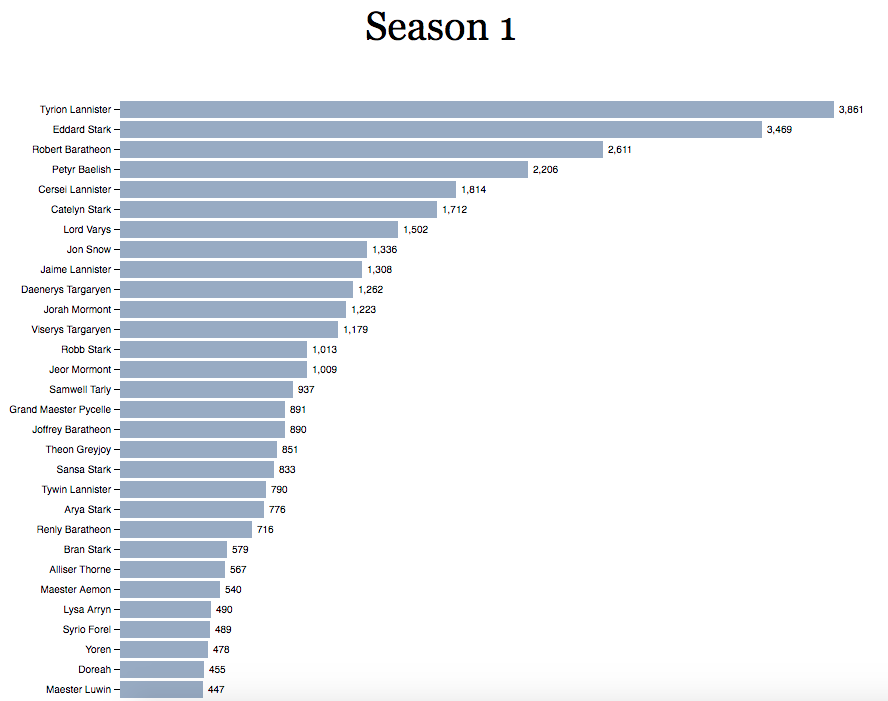 Season 1
Tyrion Lannister 3,861
Eddard Stark 3,469
Robert Baratheon 2,611
Petyr Baelish 2,206
Cersei Lannister 1,814
Catelyn Stark 1,712
Lord Varys 1,502
Jon Snow 1,336
Jaime Lannister 1,308
Daenerys Targaryen 1,262
Jorah Mormont 1,223
Viserys Targaryen 1,179
Robb Stark 1,013
Jeor Mormont 1,009
Samwell Tarly 937
Grand Maester Pycelle 891
Joffrey Baratheon 890
Theon Greyjoy 851
Sansa Stark 833
Tywin Lannister 790
Arya Stark 776
Renly Baratheon 716
Bran Stark 579
Alliser Thorne 567
Maester Aemon 540
Lysa Arryn 490
Syrio Forel 489
Yoren 478
Doreah 455
Maester Luwin 447